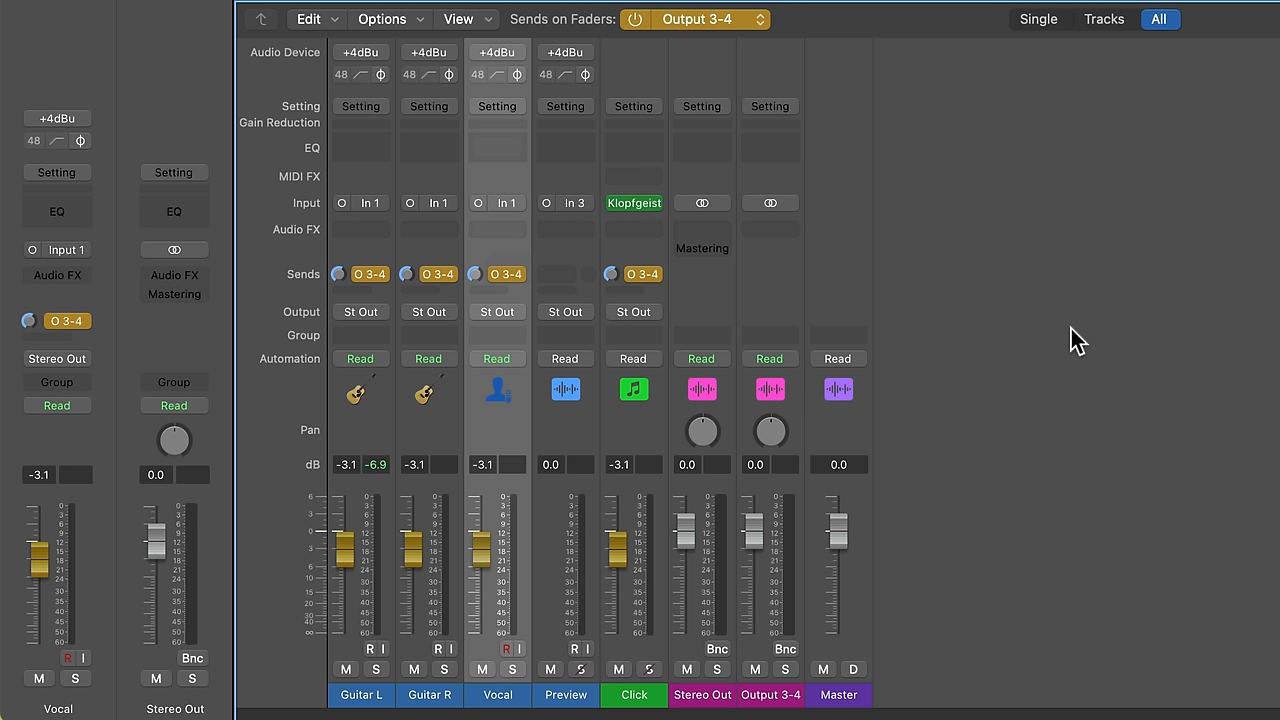 Edit Options View Sends on Faders: Output 3-4 Single Tracks All
Audio Device +4dBu +4dBu +4dBu +4dBu
48 48 48 48
Setting Setting Setting Setting Setting Setting Setting Setting
Gain Reduction
EQ
MIDI FX
Input In 1 In 1 In 1 In 3 Klopfgeist
Audio FX
Mastering
Sends O 3-4 O 3-4 O 3-4 O 3-4
Output St Out St Out St Out St Out St Out
Group
Automation Read Read Read Read Read Read Read Read
Pan
dB -3.1 -6.9 -3.1 -3.1 0.0 -3.1 0.0 0.0 0.0
R I R I R I R I Bnc Bnc
M S M S M S M S M S M S M S M D
Guitar L Guitar R Vocal Preview Click Stereo Out Output 3-4 Master
+4dBu
48
Setting Setting
EQ EQ
Input 1
Audio FX Audio FX
Mastering
O 3-4
Stereo Out
Group Group
Read Read
-3.1 0.0
R I Bnc
M S M S
Vocal Stereo Out